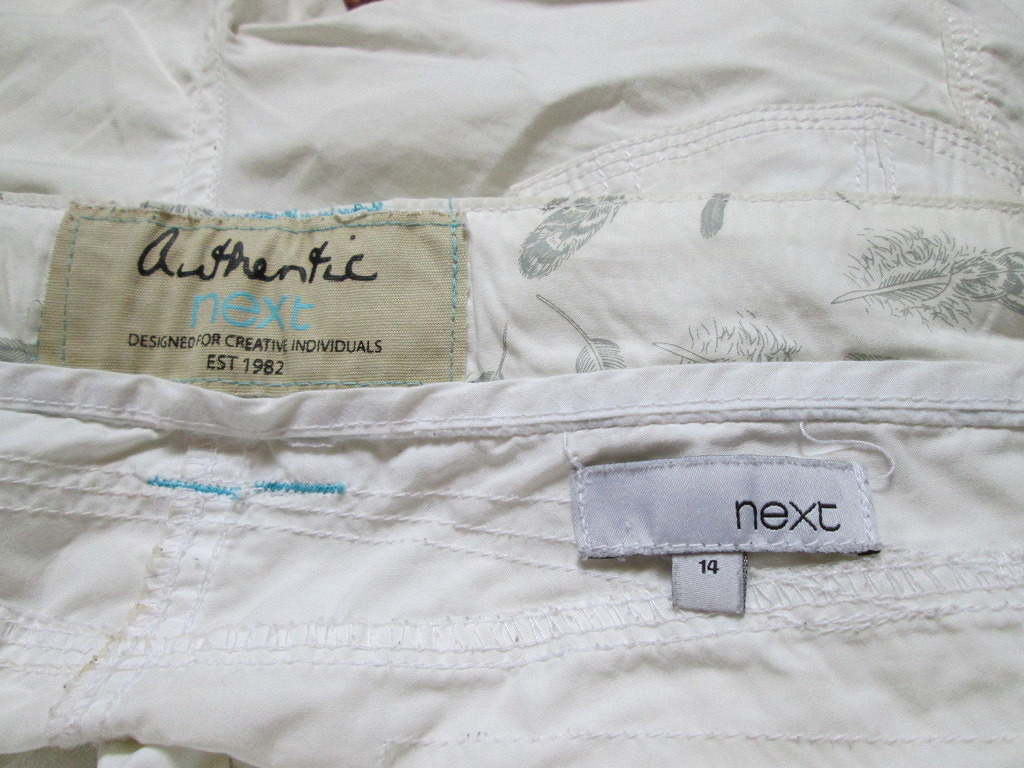 Authentic
next
DESIGNED FOR CREATIVE INDIVIDUALS
EST 1982
next
14